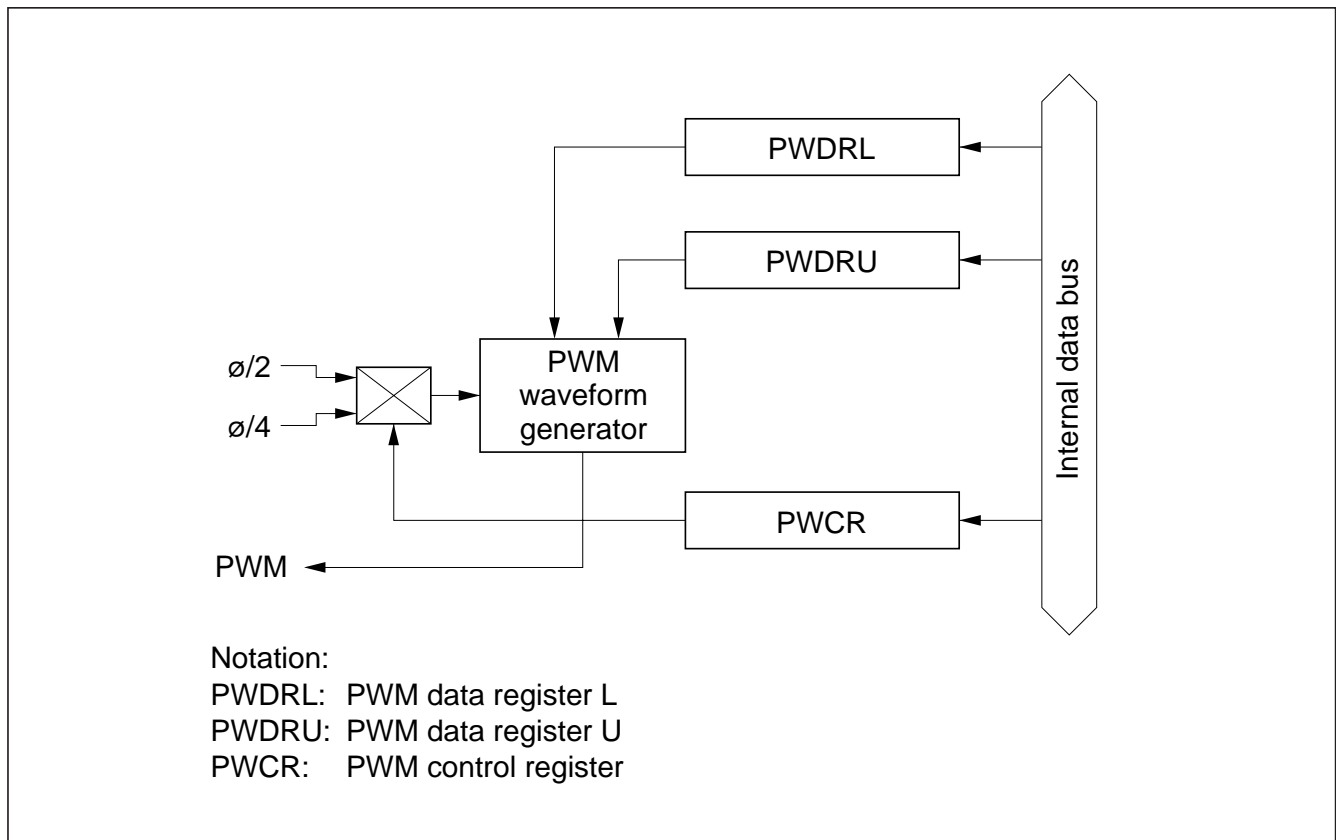 PWDRL
PWDRU
ø/2
ø/4
PWM
waveform
generator
PWCR
PWM
Internal data bus
Notation:
PWDRL: PWM data register L
PWDRU: PWM data register U
PWCR: PWM control register